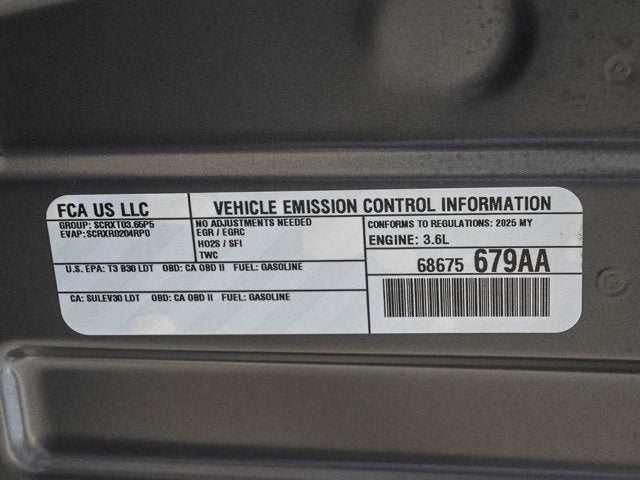 FCA US LLC
VEHICLE EMISSION CONTROL INFORMATION
GROUP: SCRXT03.65P5
EVAP: SCRXR0204RP0
NO ADJUSTMENTS NEEDED
EGR / EGRC
HO2S / SFI
TWC
CONFORMS TO REGULATIONS: 2025 MY
ENGINE: 3.6L
U.S. EPA: T3 B30 LDT OBD: CA OBD II FUEL: GASOLINE
68675 679AA
CA: SULEV30 LDT OBD: CA OBD II FUEL: GASOLINE